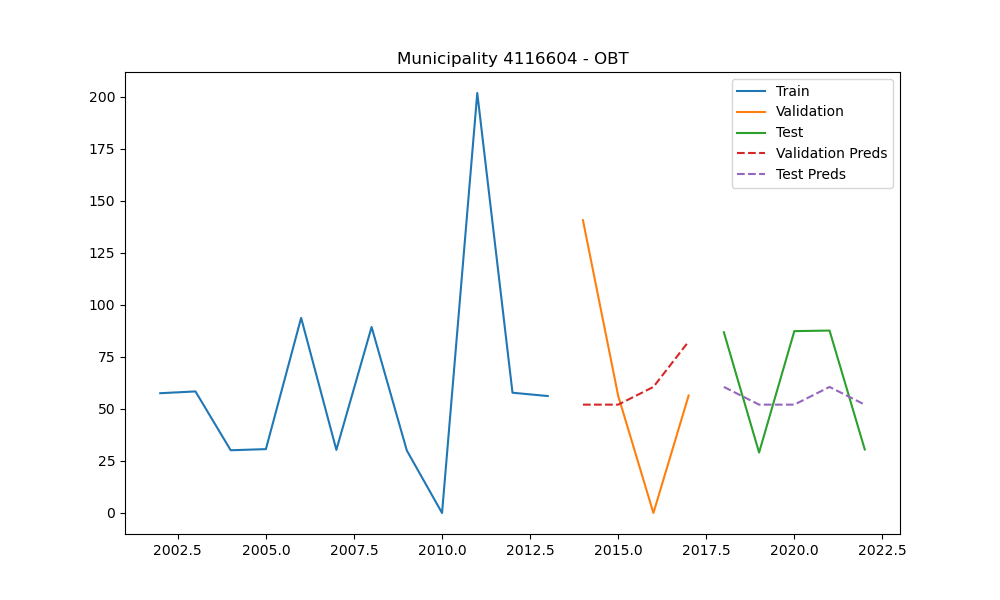 Municipality 4116604 - OBT
Train
Validation
Test
Validation Preds
Test Preds
200
175
150
125
100
75
50
25
0
2002.5 2005.0 2007.5 2010.0 2012.5 2015.0 2017.5 2020.0 2022.5